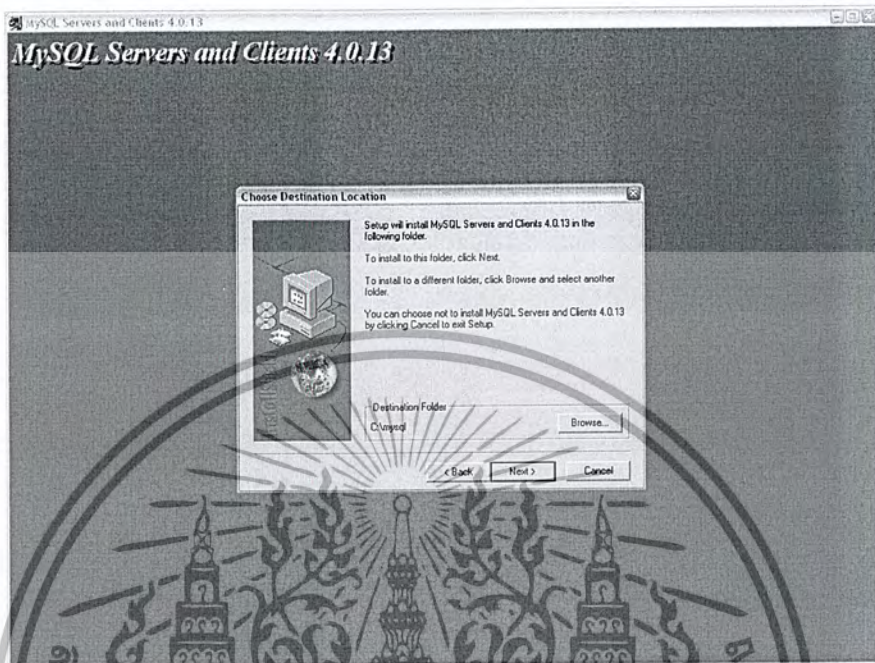 MySQL Servers and Clients 4.0.13
MySQL Servers and Clients 4.0.13
Choose Destination Location
Setup will install MySQL Servers and Clients 4.0.13 in the
following folder.
To install to this folder, click Next.
To install to a different folder, click Browse and select another
folder.
You can choose not to install MySQL Servers and Clients 4.0.13
by clicking Cancel to exit Setup.
Destination Folder
C:\mysql
Browse...
< Back
Next >
Cancel